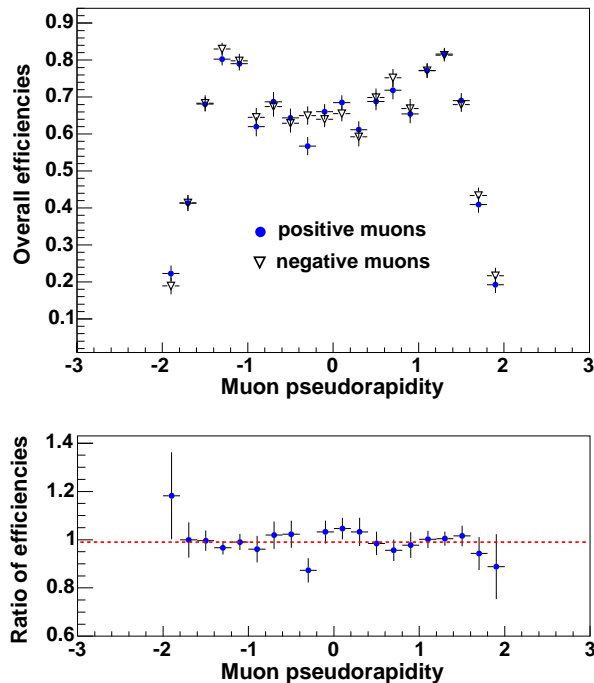 Overall efficiencies
0.9
0.8
0.7
0.6
0.5
0.4
0.3
0.2
0.1
positive muons
negative muons
-3 -2 -1 0 1 2 3
Muon pseudorapidity
Ratio of efficiencies
1.4
1.2
1
0.8
0.6
-3 -2 -1 0 1 2 3
Muon pseudorapidity